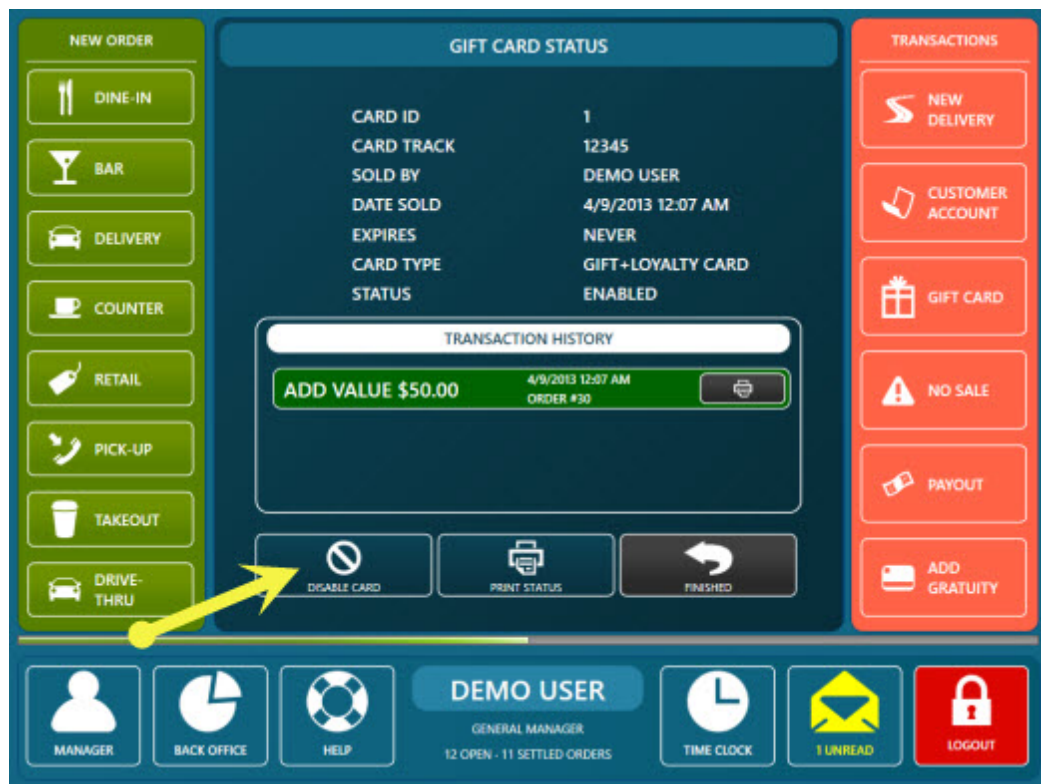 NEW ORDER
DINE-IN
BAR
DELIVERY
COUNTER
RETAIL
PICK-UP
TAKEOUT
DRIVE-
THRU
GIFT CARD STATUS
CARD ID 1
CARD TRACK 12345
SOLD BY DEMO USER
DATE SOLD 4/9/2013 12:07 AM
EXPIRES NEVER
CARD TYPE GIFT+LOYALTY CARD
STATUS ENABLED
TRANSACTION HISTORY
ADD VALUE $50.00
4/9/2013 12:07 AM
ORDER #30
DISABLE CARD
PRINT STATUS
FINISHED
TRANSACTIONS
NEW
DELIVERY
CUSTOMER
ACCOUNT
GIFT CARD
NO SALE
PAYOUT
ADD
GRATUITY
MANAGER
BACK OFFICE
HELP
DEMO USER
GENERAL MANAGER
12 OPEN - 11 SETTLED ORDERS
TIME CLOCK
1 UNREAD
LOGOUT